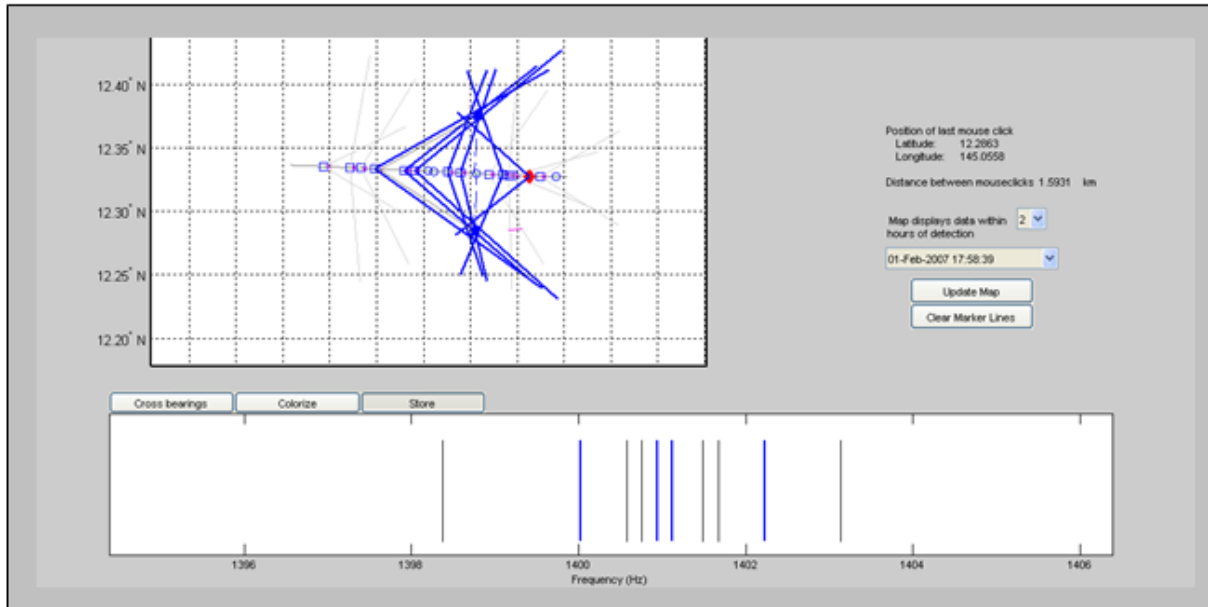 12.40° N
12.35° N
12.30° N
12.25° N
12.20° N
Position of last mouse click
Latitude: 12.2863
Longitude: 145.0558
Distance between mouseclicks 1.5931 km
Map displays data within 2
hours of detection
01-Feb-2007 17:58:39
Update Map
Clear Marker Lines
Cross bearings Colorize Store
1396 1398 1400 1402 1404 1406
Frequency (Hz)